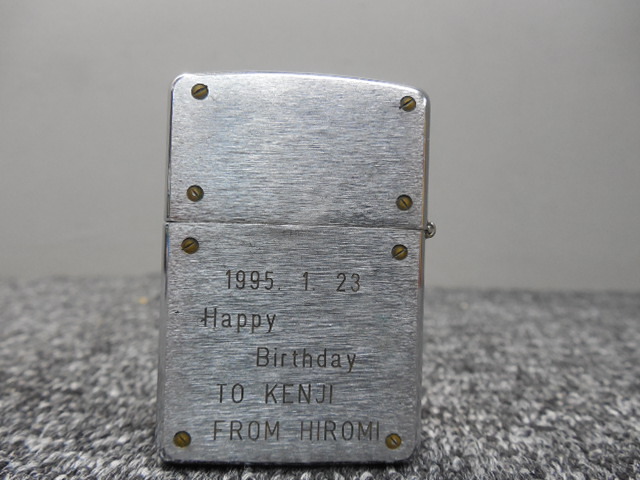 1995. 1. 23
Happy
Birthday
TO KENJI
FROM HIROMI